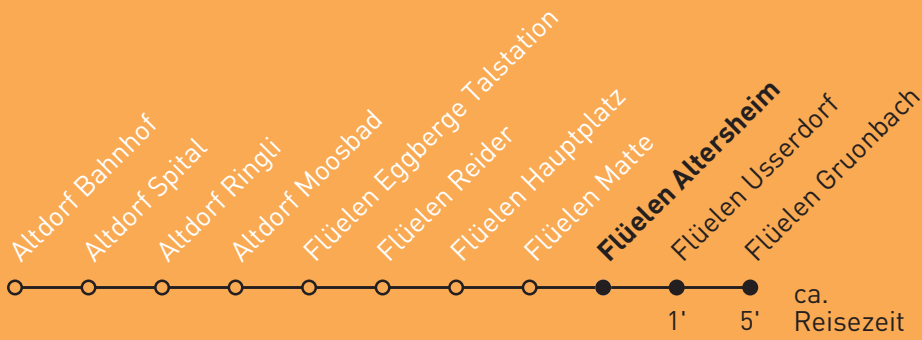 Altdorf Bahnhof
Altdorf Spital
Altdorf Ringli
Altdorf Moosbad
Flüelen Eggberge Talstation
Flüelen Reider
Flüelen Hauptplatz
Flüelen Matte
Flüelen Altersheim
Flüelen Usserdorf
Flüelen Gruonbach
1' 5' ca.
Reisezeit